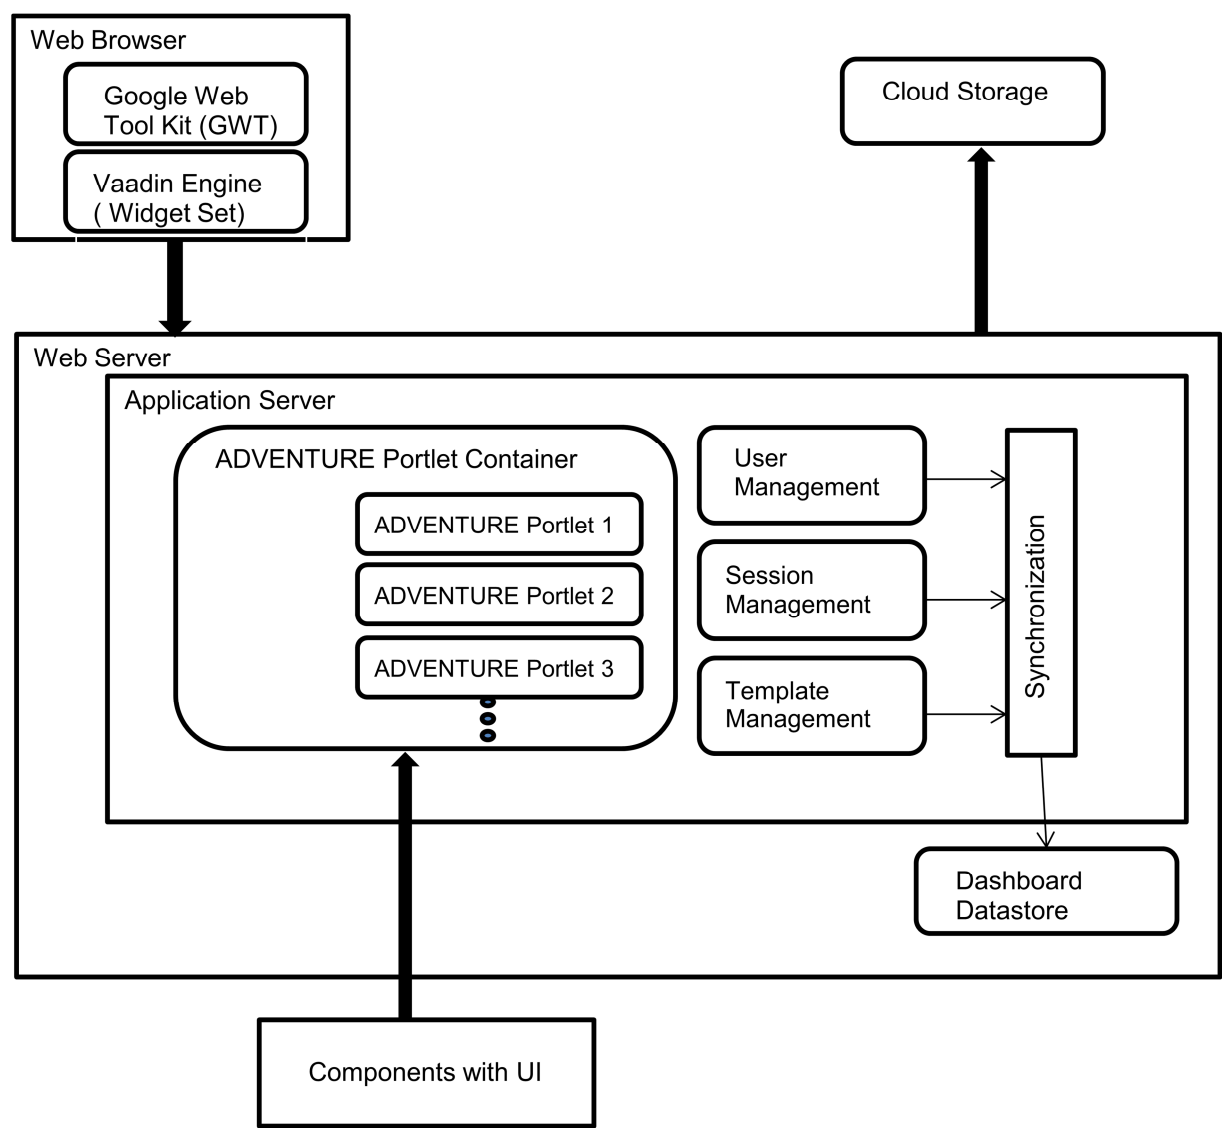 Web Browser
Google Web
Tool Kit (GWT)
Vaadin Engine
( Widget Set)
Cloud Storage
Web Server
Application Server
ADVENTURE Portlet Container
ADVENTURE Portlet 1
ADVENTURE Portlet 2
ADVENTURE Portlet 3
User
Management
Session
Management
Template
Management
Synchronization
Dashboard
Datastore
Components with UI